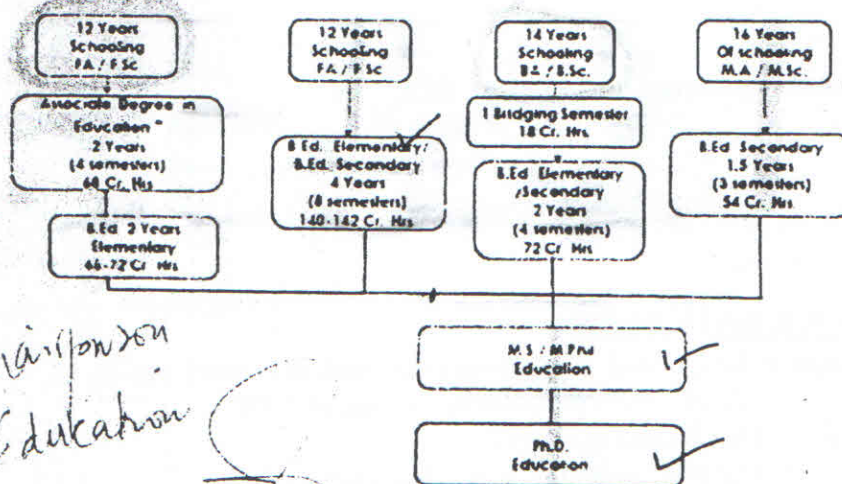 12 Years
Schooling
FA / F.Sc
12 Years
Schooling
FA / F.Sc
14 Years
Schooling
BA / B.Sc.
16 Years
Of schooling
M.A / M.Sc.
Associate Degree in
Education
2 Years
(4 semesters)
68 Cr. Hrs
B.Ed. Elementary/
B.Ed. Secondary
4 Years
(8 semesters)
140-142 Cr. Hrs
1 Bridging Semester
18 Cr. Hrs
B.Ed Elementary
/Secondary
2 Years
(4 semesters)
72 Cr Hrs
B.Ed Secondary
1.5 Years
(3 semesters)
54 Cr. Hrs
B.Ed 2 Years
Elementary
66-72 Cr Hrs
M.S / M.Phil
Education
Ph.D.
Education
Education